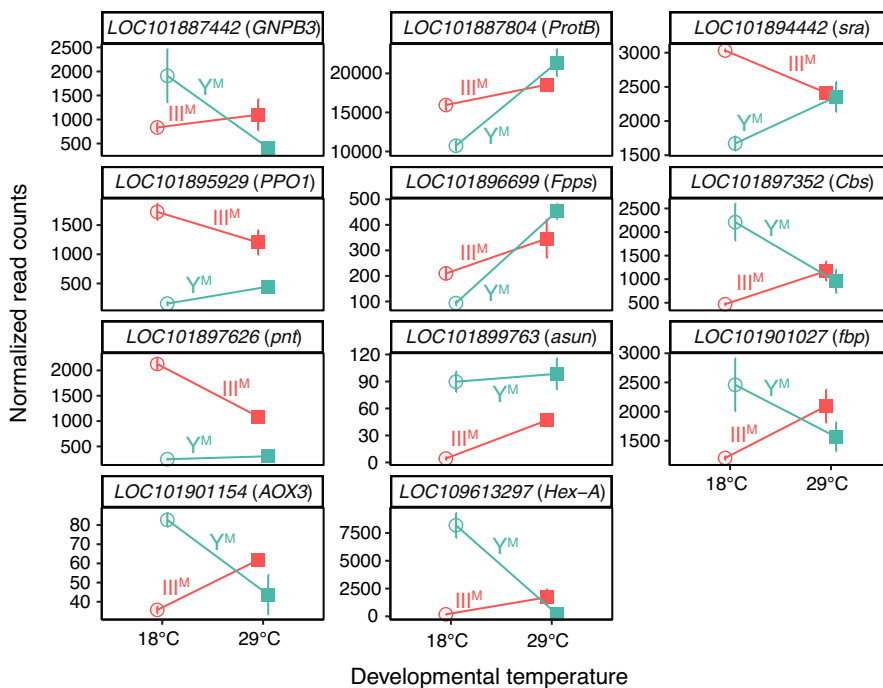 Normalized read counts
LOC101887442 (GNPB3)
2500
2000
1500
1000
500
Y^M
III^M
LOC101887804 (ProtB)
20000
15000
10000
III^M
Y^M
LOC101894442 (sra)
3000
2500
2000
1500
III^M
Y^M
LOC101895929 (PPO1)
1500
1000
500
III^M
Y^M
LOC101896699 (Fpps)
500
400
300
200
100
III^M
Y^M
LOC101897352 (Cbs)
2500
2000
1500
1000
500
Y^M
III^M
LOC101897626 (pnt)
2000
1500
1000
500
III^M
Y^M
LOC101899763 (asun)
120
90
60
30
0
Y^M
III^M
LOC101901027 (fbp)
3000
2500
2000
1500
Y^M
III^M
18°C
29°C
LOC101901154 (AOX3)
80
70
60
50
40
Y^M
III^M
18°C
29°C
LOC109613297 (Hex−A)
7500
5000
2500
0
Y^M
III^M
18°C
29°C
Developmental temperature